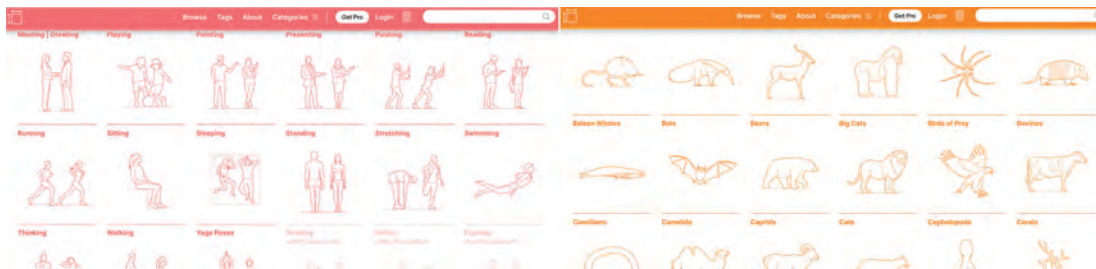 Browse Tags About Categories Get Pro Login
Meeting | Greeting Playing Pointing Presenting Pushing Reading
Running Sitting Sleeping Standing Stretching Swimming
Thinking Walking Yoga Poses
Browse Tags About Categories Get Pro Login
Baleen Whales Bats Bears Big Cats Birds of Prey Bovines
Caecilians Camelids Caprids Cats Cephalopods Corals